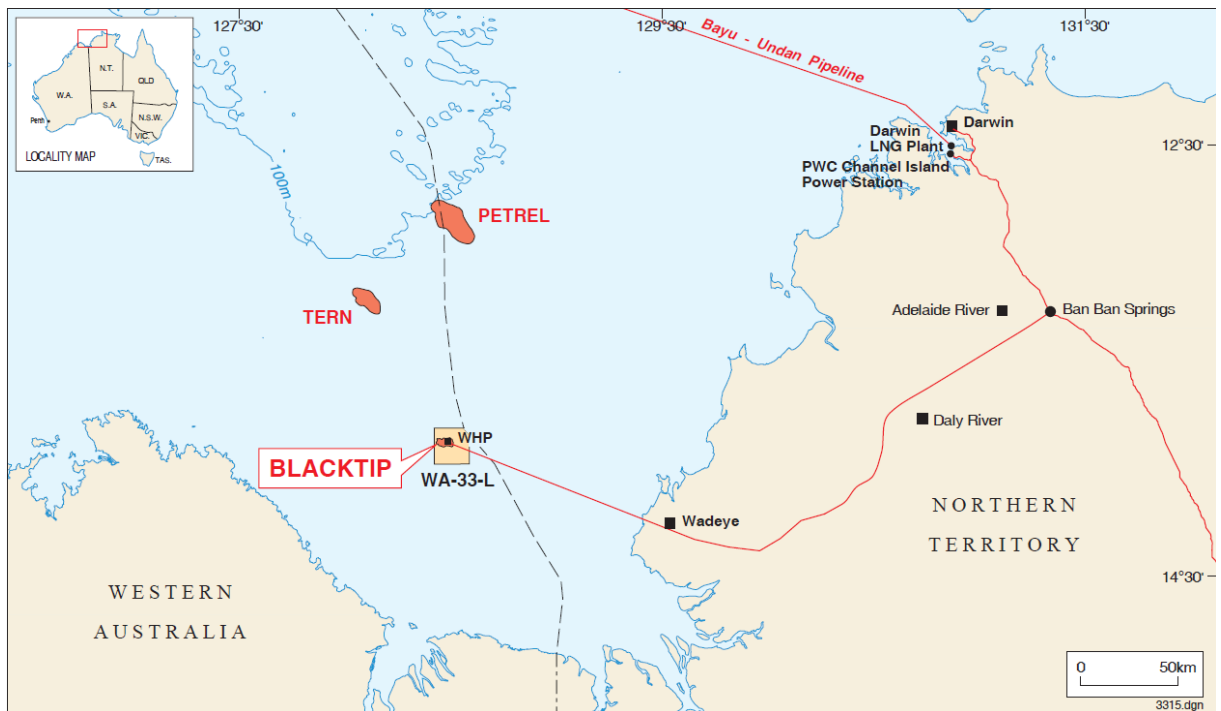 127°30'
129°30'
131°30'
N.T.
QLD
W.A.
S.A.
Perth
N.S.W.
VIC.
TAS.
LOCALITY MAP
Bayu - Undan Pipeline
Darwin
Darwin
LNG Plant
PWC Channel Island
Power Station
12°30'
100m
PETREL
TERN
Adelaide River
Ban Ban Springs
Daly River
WHP
BLACKTIP
WA-33-L
Wadeye
NORTHERN
TERRITORY
14°30'
WESTERN
AUSTRALIA
0 50km
3315.dgn